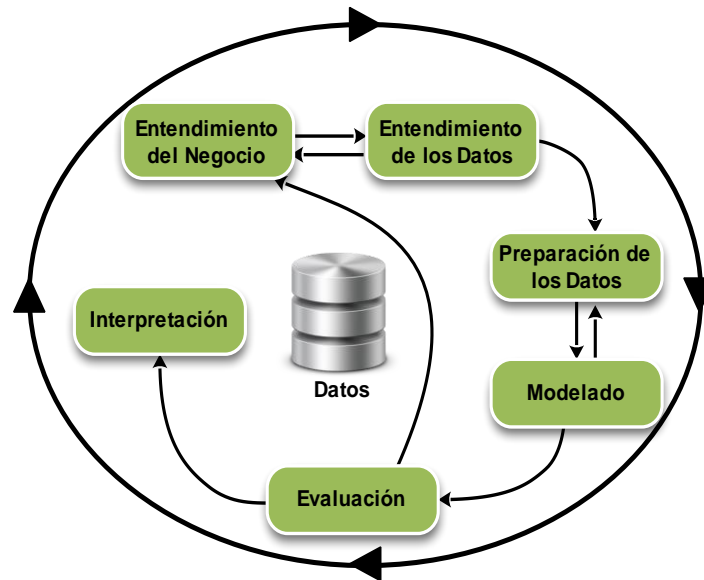 Entendimiento
del Negocio
Entendimiento
de los Datos
Preparación de
los Datos
Interpretación
Datos
Modelado
Evaluación